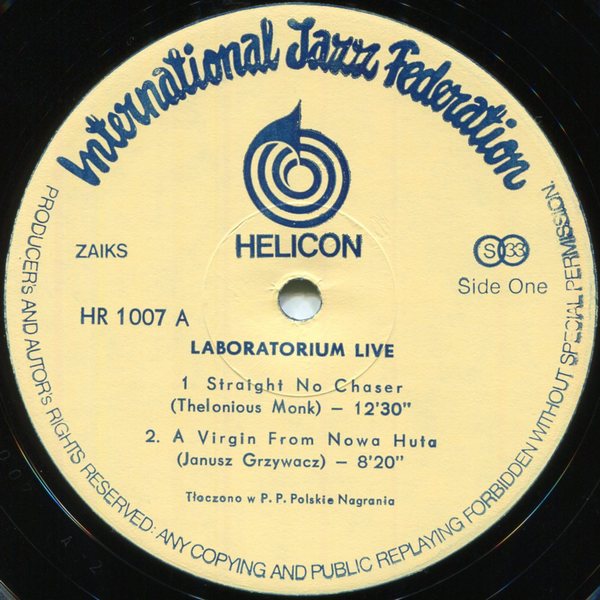 International Jazz Federation
HELICON
ZAIKS
S 33
Side One
HR 1007 A
LABORATORIUM LIVE
1 Straight No Chaser
(Thelonious Monk) – 12'30"
2. A Virgin From Nowa Huta
(Janusz Grzywacz) – 8'20"
Tłoczono w P. P. Polskie Nagrania
PRODUCER's AND AUTOR's RIGHTS RESERVED: ANY COPYING AND PUBLIC REPLAYING FORBIDDEN WITHOUT SPECIAL PERMISSION.